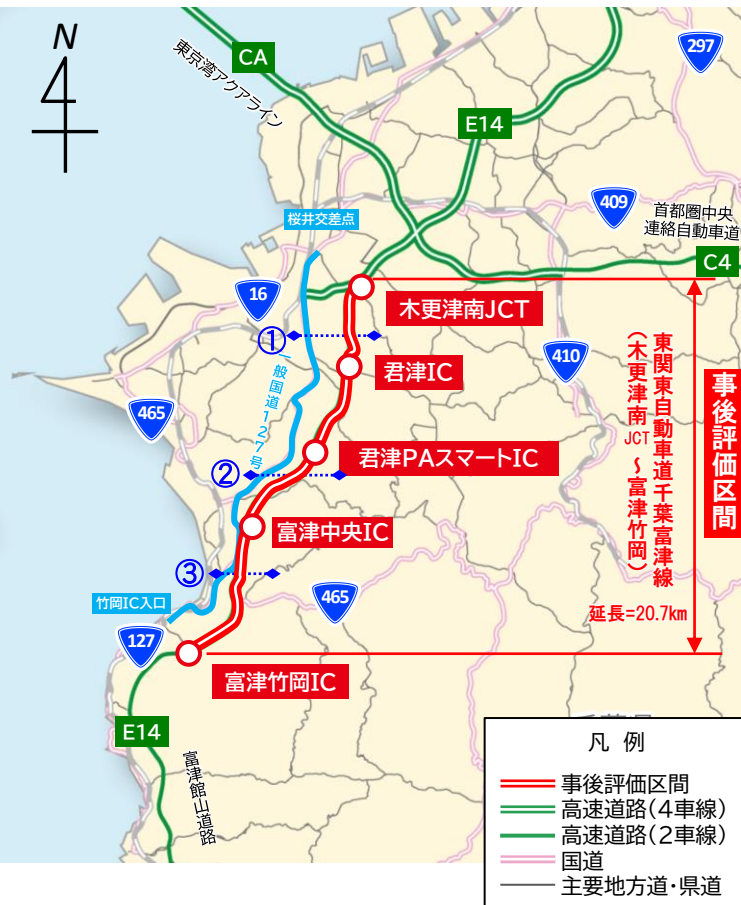 N
CA
東京湾アクアライン
297
E14
409
首都圏中央
連絡自動車道
C4
桜井交差点
16
木更津南JCT
①
一般国道127号
君津IC
410
465
君津PAスマートIC
②
富津中央IC
③
465
竹岡IC入口
127
富津竹岡IC
E14
富津館山道路
東関東自動車道千葉富津線
(木更津南JCT ~ 富津竹岡)
延長=20.7km
事後評価区間
凡 例
事後評価区間
高速道路(4車線)
高速道路(2車線)
国道
主要地方道・県道